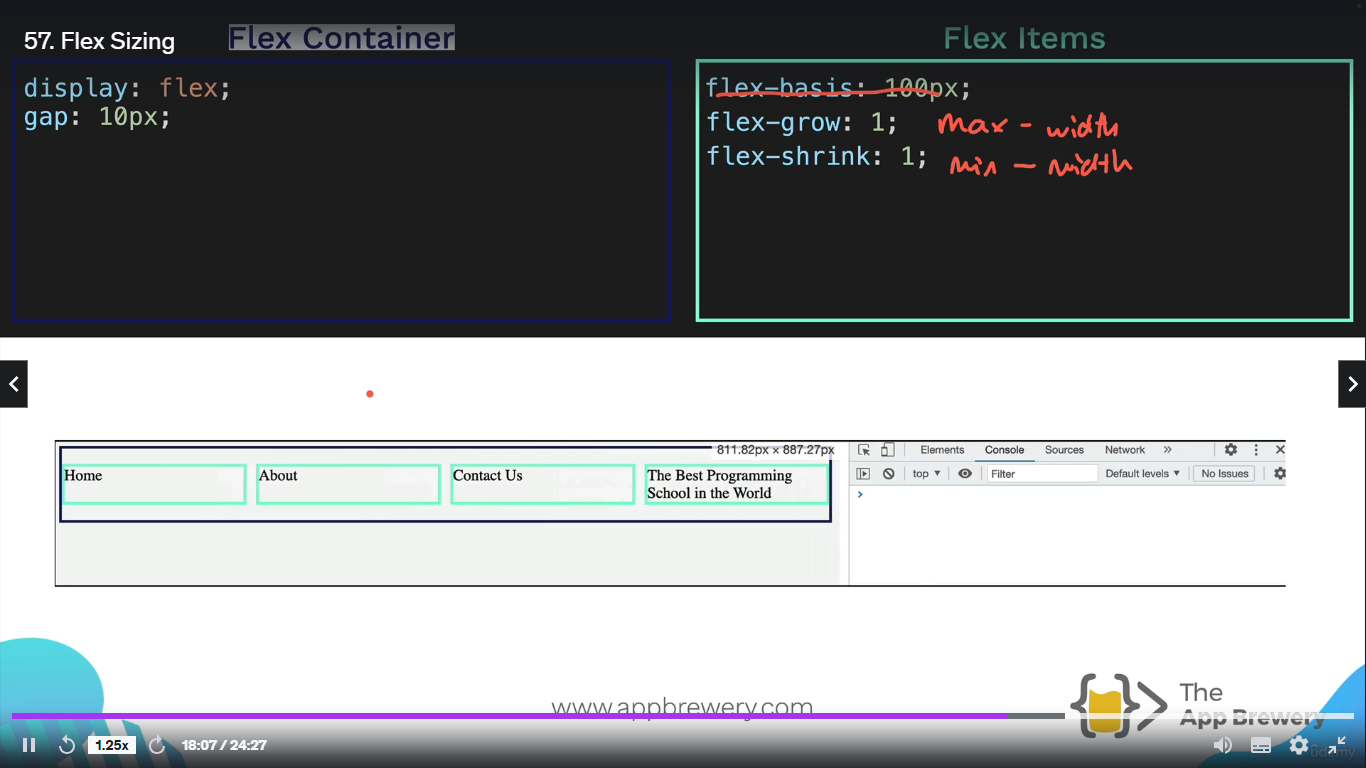 57. Flex Sizing
Flex Container
Flex Items
display: flex;
gap: 10px;
flex-basis: 100px;
flex-grow: 1;
max - width
flex-shrink: 1;
min - width
811.82px × 887.27px
Home
About
Contact Us
The Best Programming
School in the World
Elements
Console
Sources
Network
»
top ▼
Filter
Default levels ▼
No Issues
www.appbrewery.com
The
App Brewery
1.25x
18:07 / 24:27
ûdemy